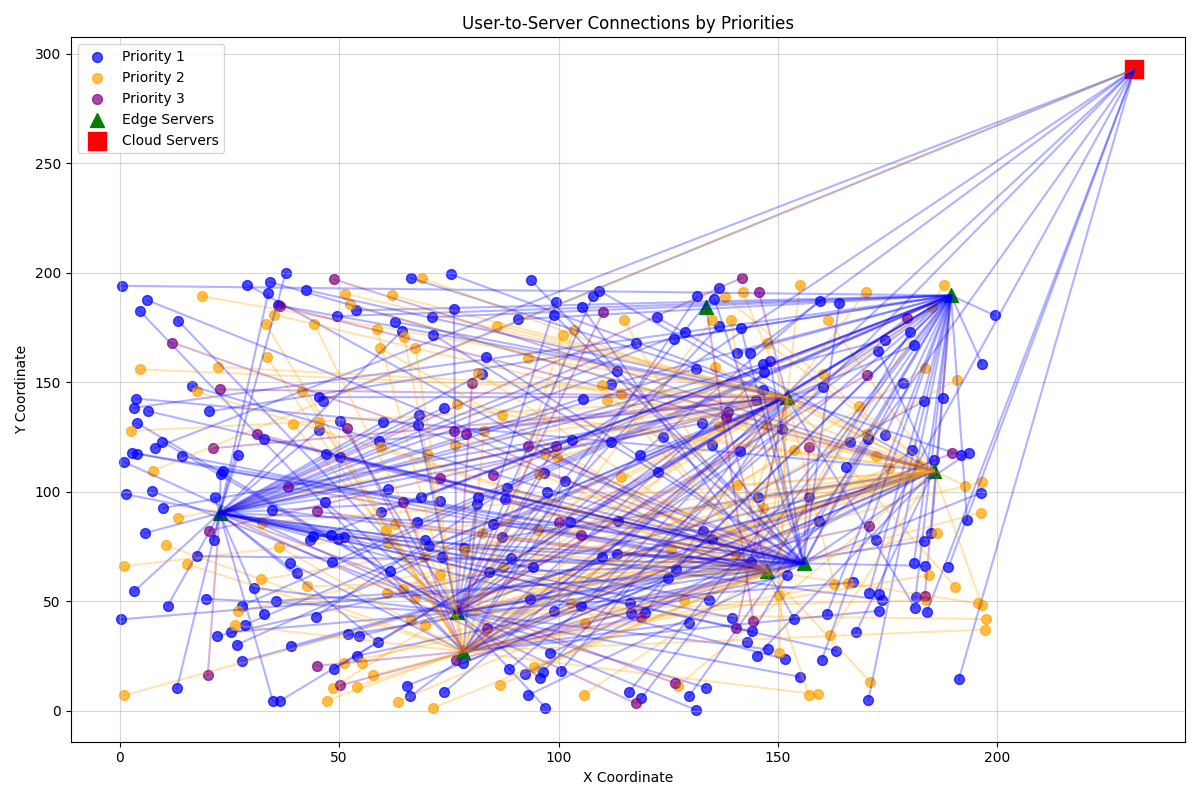 User-to-Server Connections by Priorities
Priority 1
Priority 2
Priority 3
Edge Servers
Cloud Servers
300
250
200
150
100
50
0
Y Coordinate
0
50
100
150
200
X Coordinate